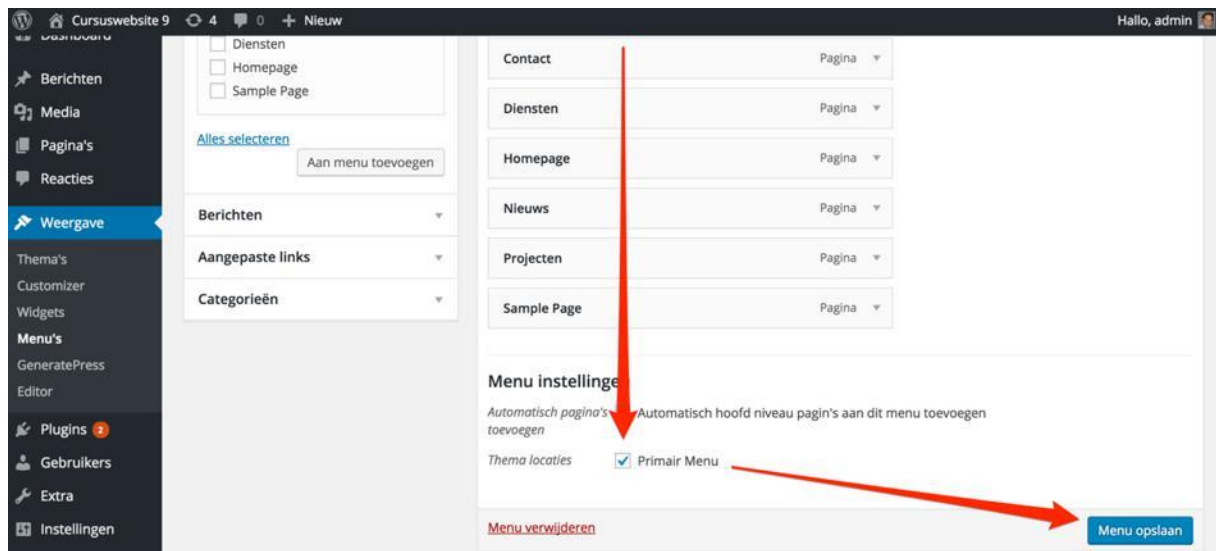 Cursuswebsite 9 4 0 + Nieuw Hallo, admin
Dashboard
Berichten
Media
Pagina's
Reacties
Weergave
Thema's
Customizer
Widgets
Menu's
GeneratePress
Editor
Plugins 2
Gebruikers
Extra
Instellingen
Diensten
Homepage
Sample Page
Alles selecteren
Aan menu toevoegen
Berichten
Aangepaste links
Categorieën
Contact Pagina
Diensten Pagina
Homepage Pagina
Nieuws Pagina
Projecten Pagina
Sample Page Pagina
Menu instellinge
Automatisch pagina's Automatisch hoofd niveau pagin's aan dit menu toevoegen
toevoegen
Thema locaties Primair Menu
Menu verwijderen Menu opslaan